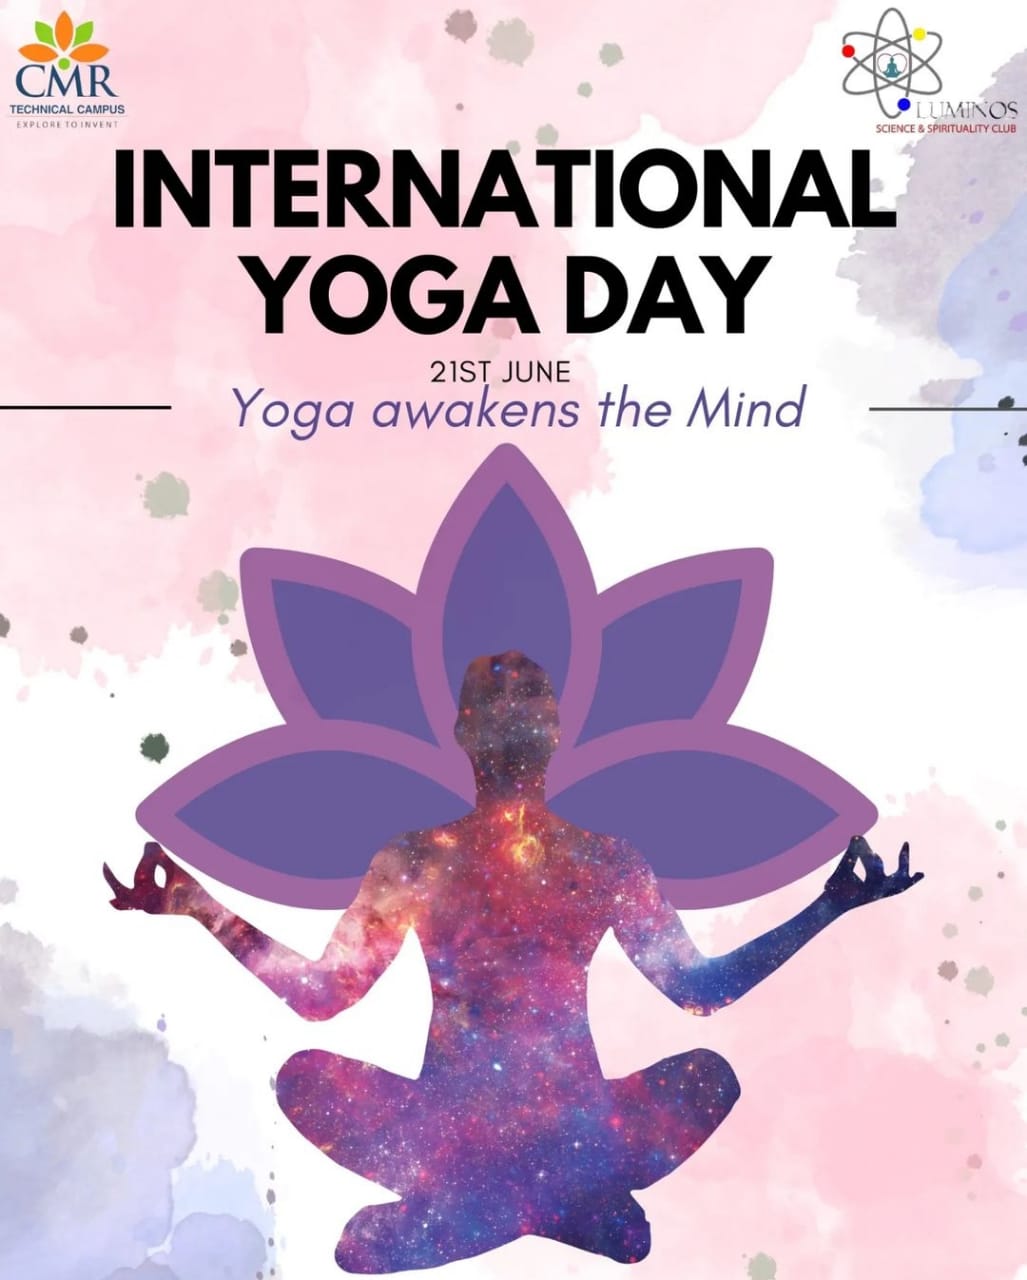 CMR
TECHNICAL CAMPUS
EXPLORE TO INVENT
LUMINOS
SCIENCE & SPIRITUALITY CLUB
INTERNATIONAL
YOGA DAY
21ST JUNE
Yoga awakens the Mind